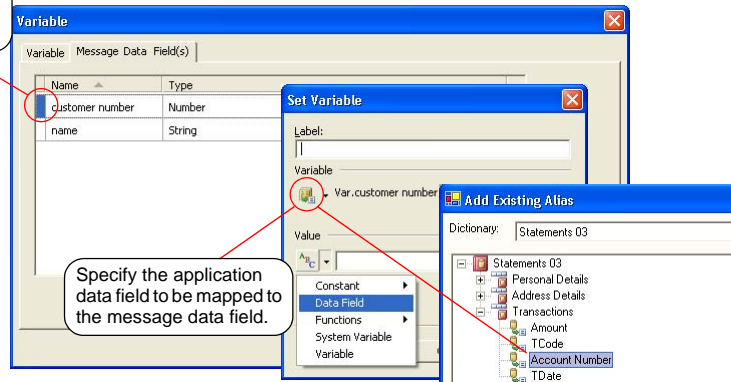 Variable
Variable Message Data Field(s)
Name Type
customer number Number
name String
Set Variable
Label:
Variable
Var.customer number
Value
ABC
Constant
Data Field
Functions
System Variable
Variable
Specify the application
data field to be mapped to
the message data field.
Add Existing Alias
Dictionary: Statements 03
Statements 03
Personal Details
Address Details
Transactions
Amount
TCode
Account Number
TDate